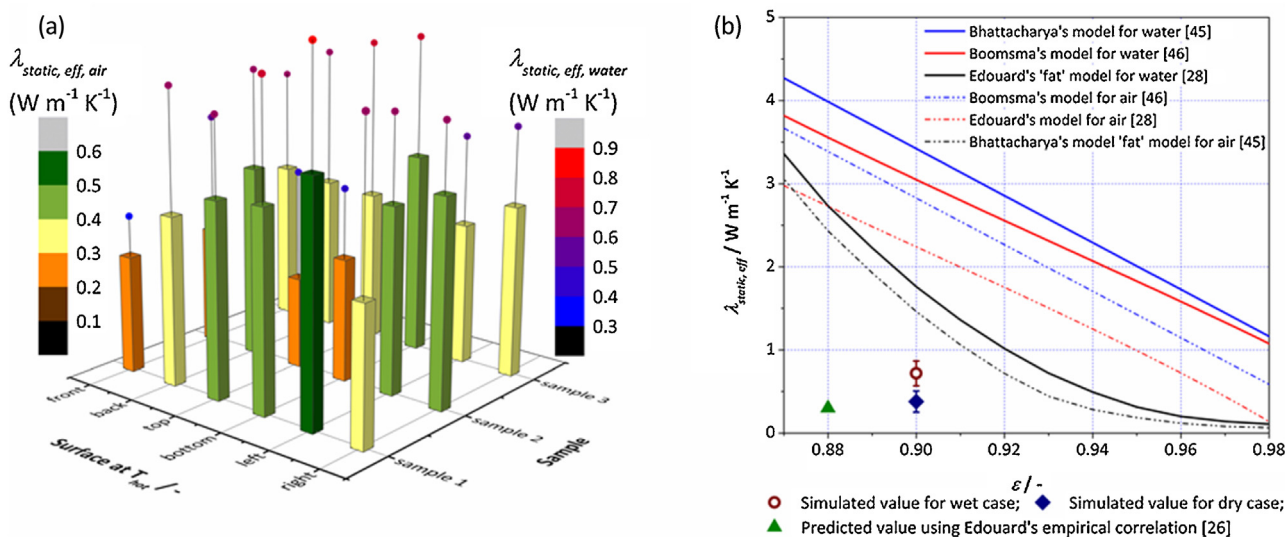 (a)
λstatic, eff, air
(W m-1 K-1)
0.6
0.5
0.4
0.3
0.2
0.1
λstatic, eff, water
(W m-1 K-1)
0.9
0.8
0.7
0.6
0.5
0.4
0.3
front
back
top
bottom
left
right
Surface at Thot /-
sample 1
sample 2
sample 3
Sample
(b)
5
4
3
2
1
0
λstatic, eff / W m-1 K-1
Bhattacharya's model for water [45]
Boomsma's model for water [46]
Edouard's 'fat' model for water [28]
Boomsma's model for air [46]
Edouard's model for air [28]
Bhattacharya's model 'fat' model for air [45]
0.88 0.90 0.92 0.94 0.96 0.98
ε/-
Simulated value for wet case; Simulated value for dry case;
Predicted value using Edouard's empirical correlation [26]